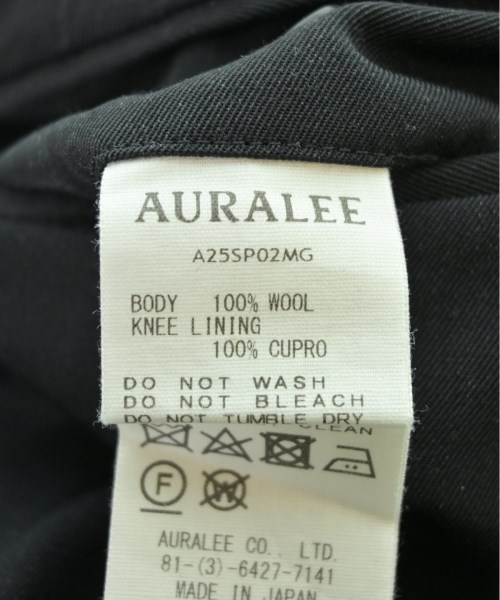 AURALEE
A25SP02MG
BODY 100% WOOL
KNEE LINING
100% CUPRO
DO NOT WASH
DO NOT BLEACH
DO NOT TUMBLE DRY
CLEAN
F
W
AURALEE CO., LTD.
81-(3)-6427-7141
MADE IN JAPAN